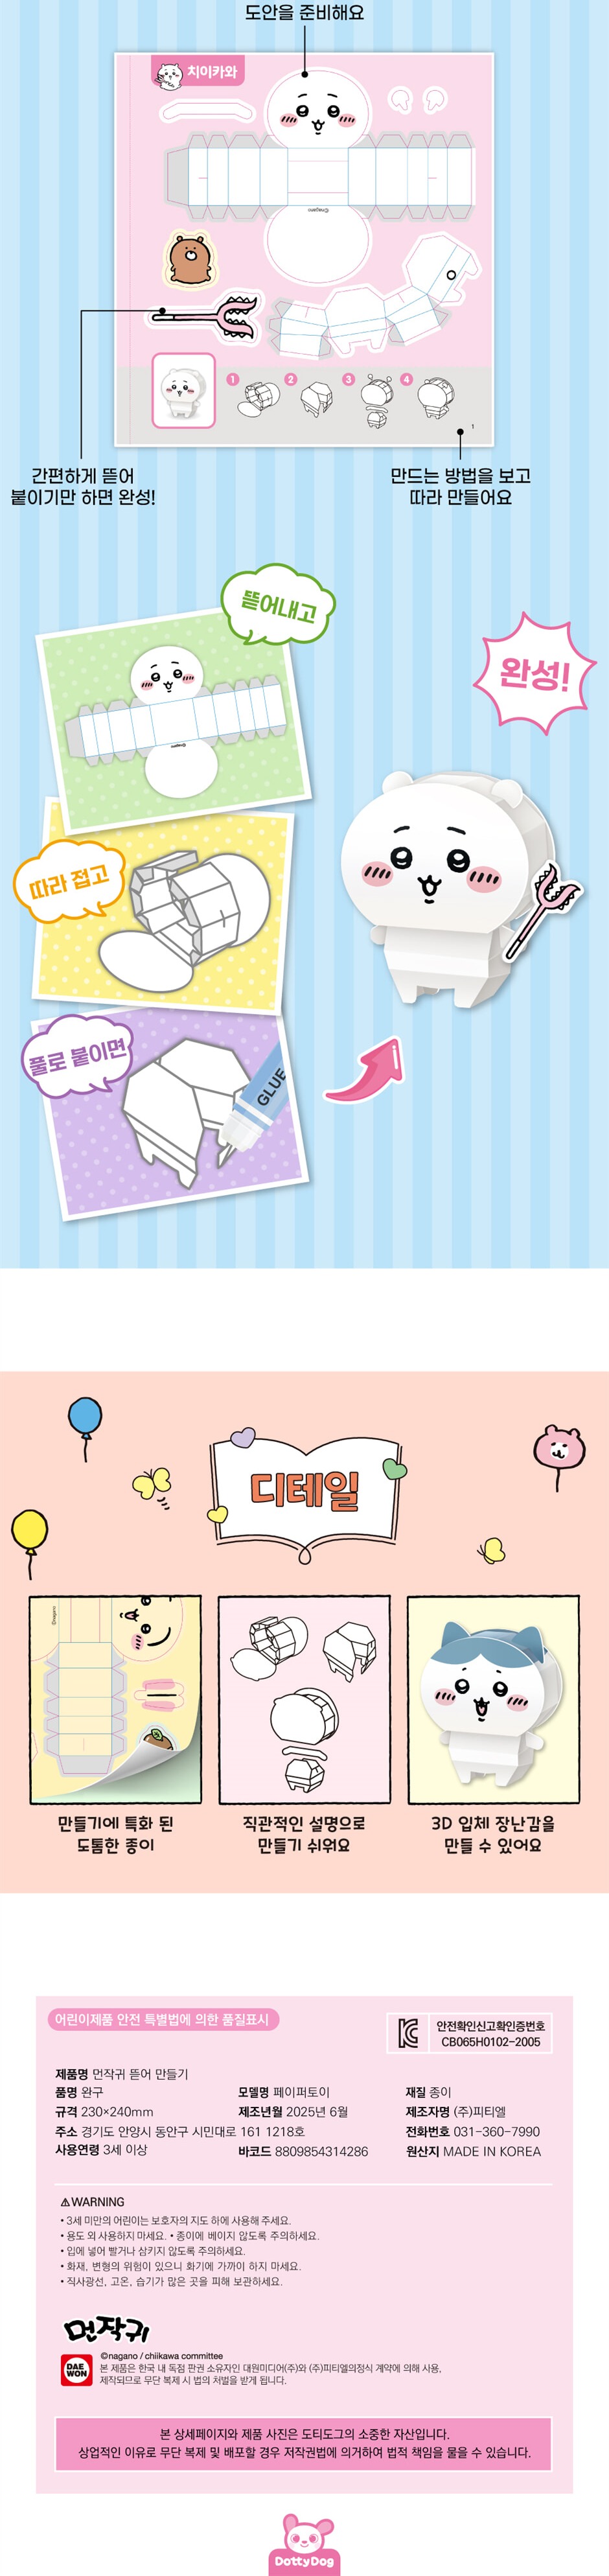 도안을 준비해요
치이카와
©nagano
1 2 3 4
1
간편하게 뜯어
붙이기만 하면 완성!
만드는 방법을 보고
따라 만들어요
뜯어내고
©nagano
완성!
따라 접고
풀로 붙이면
GLUE
디테일
©nagano
만들기에 특화 된
도톰한 종이
직관적인 설명으로
만들기 쉬워요
3D 입체 장난감을
만들 수 있어요
어린이제품 안전 특별법에 의한 품질표시
안전확인신고확인증번호
CB065H0102-2005
제품명 먼작귀 뜯어 만들기
품명 완구 모델명 페이퍼토이 재질 종이
규격 230×240mm 제조년월 2025년 6월 제조자명 (주)피티엘
주소 경기도 안양시 동안구 시민대로 161 1218호 전화번호 031-360-7990
사용연령 3세 이상 바코드 8809854314286 원산지 MADE IN KOREA
⚠WARNING
• 3세 미만의 어린이는 보호자의 지도 하에 사용해 주세요.
• 용도 외 사용하지 마세요. • 종이에 베이지 않도록 주의하세요.
• 입에 넣어 빨거나 삼키지 않도록 주의하세요.
• 화재, 변형의 위험이 있으니 화기에 가까이 하지 마세요.
• 직사광선, 고온, 습기가 많은 곳을 피해 보관하세요.
먼작귀
DAEWON
©nagano / chiikawa committee
본 제품은 한국 내 독점 판권 소유자인 대원미디어(주)와 (주)피티엘의정식 계약에 의해 사용,
제작되므로 무단 복제 시 법의 처벌을 받게 됩니다.
본 상세페이지와 제품 사진은 도티도그의 소중한 자산입니다.
상업적인 이유로 무단 복제 및 배포할 경우 저작권법에 의거하여 법적 책임을 물을 수 있습니다.
DottyDog